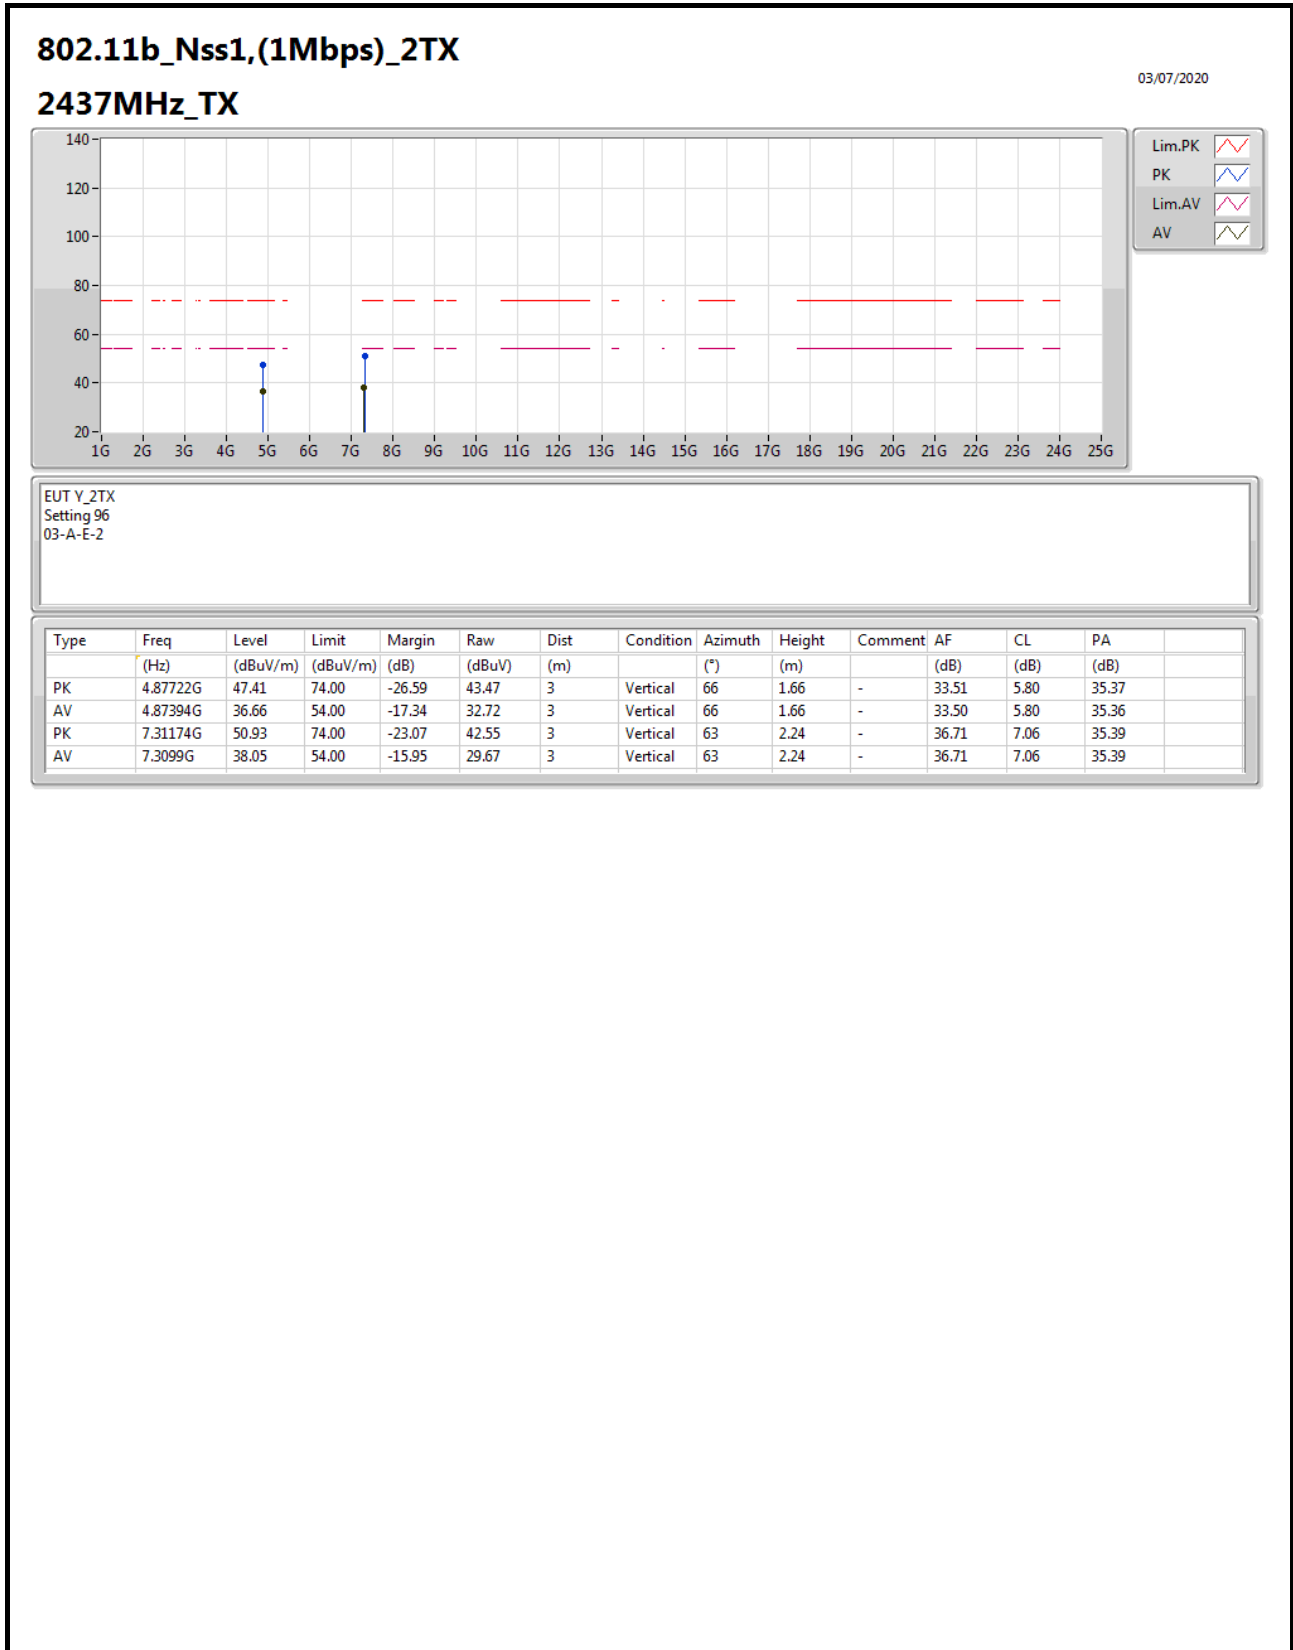 802.11b_Nss1,(1Mbps)_2TX
03/07/2020
2437MHz_TX
140
120
100
80
60
40
20
1G 2G 3G 4G 5G 6G 7G 8G 9G 10G 11G 12G 13G 14G 15G 16G 17G 18G 19G 20G 21G 22G 23G 24G 25G
Lim.PK
PK
Lim.AV
AV
EUT Y_2TX
Setting 96
03-A-E-2
Type Freq Level Limit Margin Raw Dist Condition Azimuth Height Comment AF CL PA
(Hz) (dBuV/m) (dBuV/m) (dB) (dBuV) (m) (°) (m) (dB) (dB) (dB)
PK 4.87722G 47.41 74.00 -26.59 43.47 3 Vertical 66 1.66 - 33.51 5.80 35.37
AV 4.87394G 36.66 54.00 -17.34 32.72 3 Vertical 66 1.66 - 33.50 5.80 35.36
PK 7.31174G 50.93 74.00 -23.07 42.55 3 Vertical 63 2.24 - 36.71 7.06 35.39
AV 7.3099G 38.05 54.00 -15.95 29.67 3 Vertical 63 2.24 - 36.71 7.06 35.39